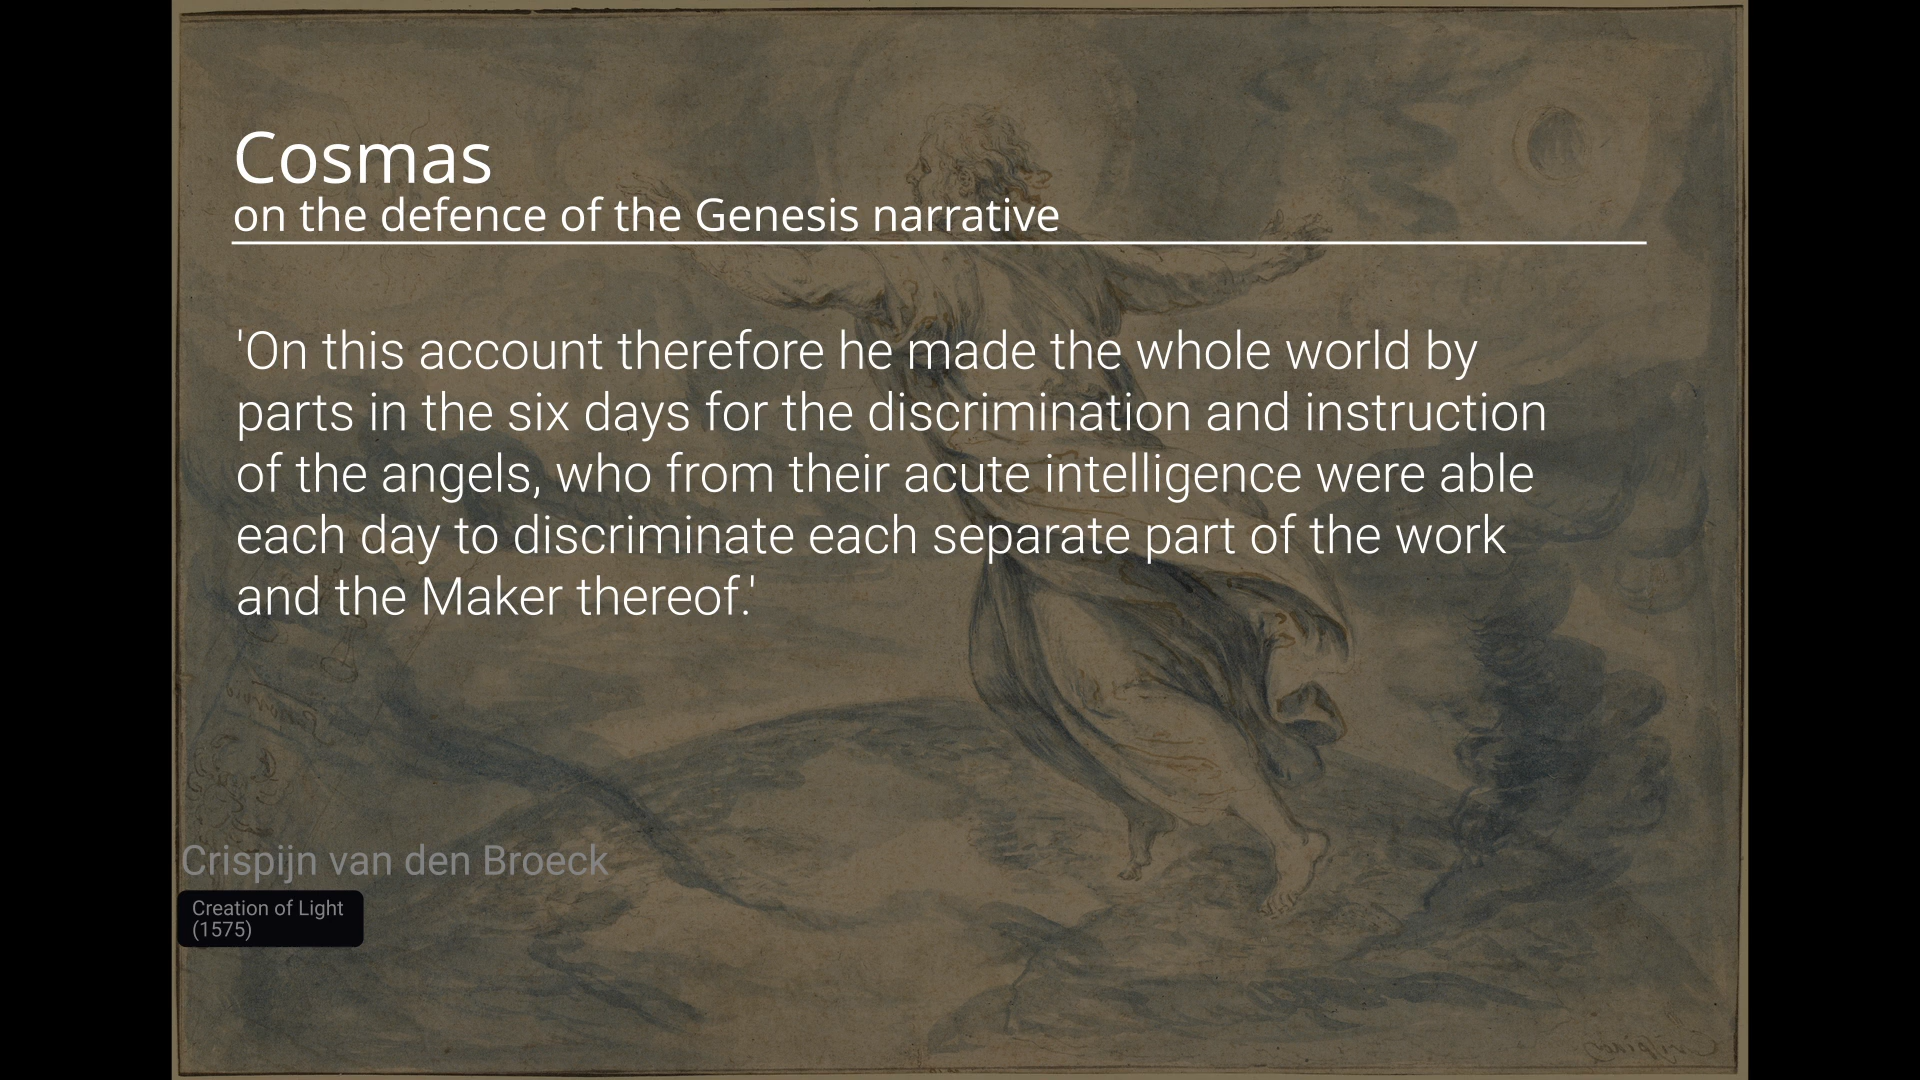 Cosmas
on the defence of the Genesis narrative
'On this account therefore he made the whole world by
parts in the six days for the discrimination and instruction
of the angels, who from their acute intelligence were able
each day to discriminate each separate part of the work
and the Maker thereof.'
Crispijn van den Broeck
Creation of Light
(1575)